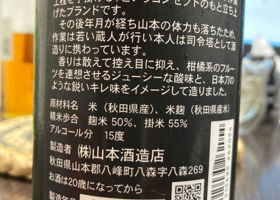 げたブランドです。
その後年月が経ち山本の体力も落ちたため、
作業は若い蔵人が行い本人は司令塔として酒
造りに携わっています。
香りは敢えて控え目に抑え、柑橘系のフルー
ツを連想させるジューシーな酸味と、日本刀の
ような鋭いキレ味をイメージして造りました。
原材料名 米（秋田県産）、米麹（秋田県産米）
精米歩合 麹米 50%、掛米 55%
アルコール分 15度
製造者 ㈱山本酒造店
秋田県山本郡八峰町八森字八森269
お酒は20歳になってから
製造年月